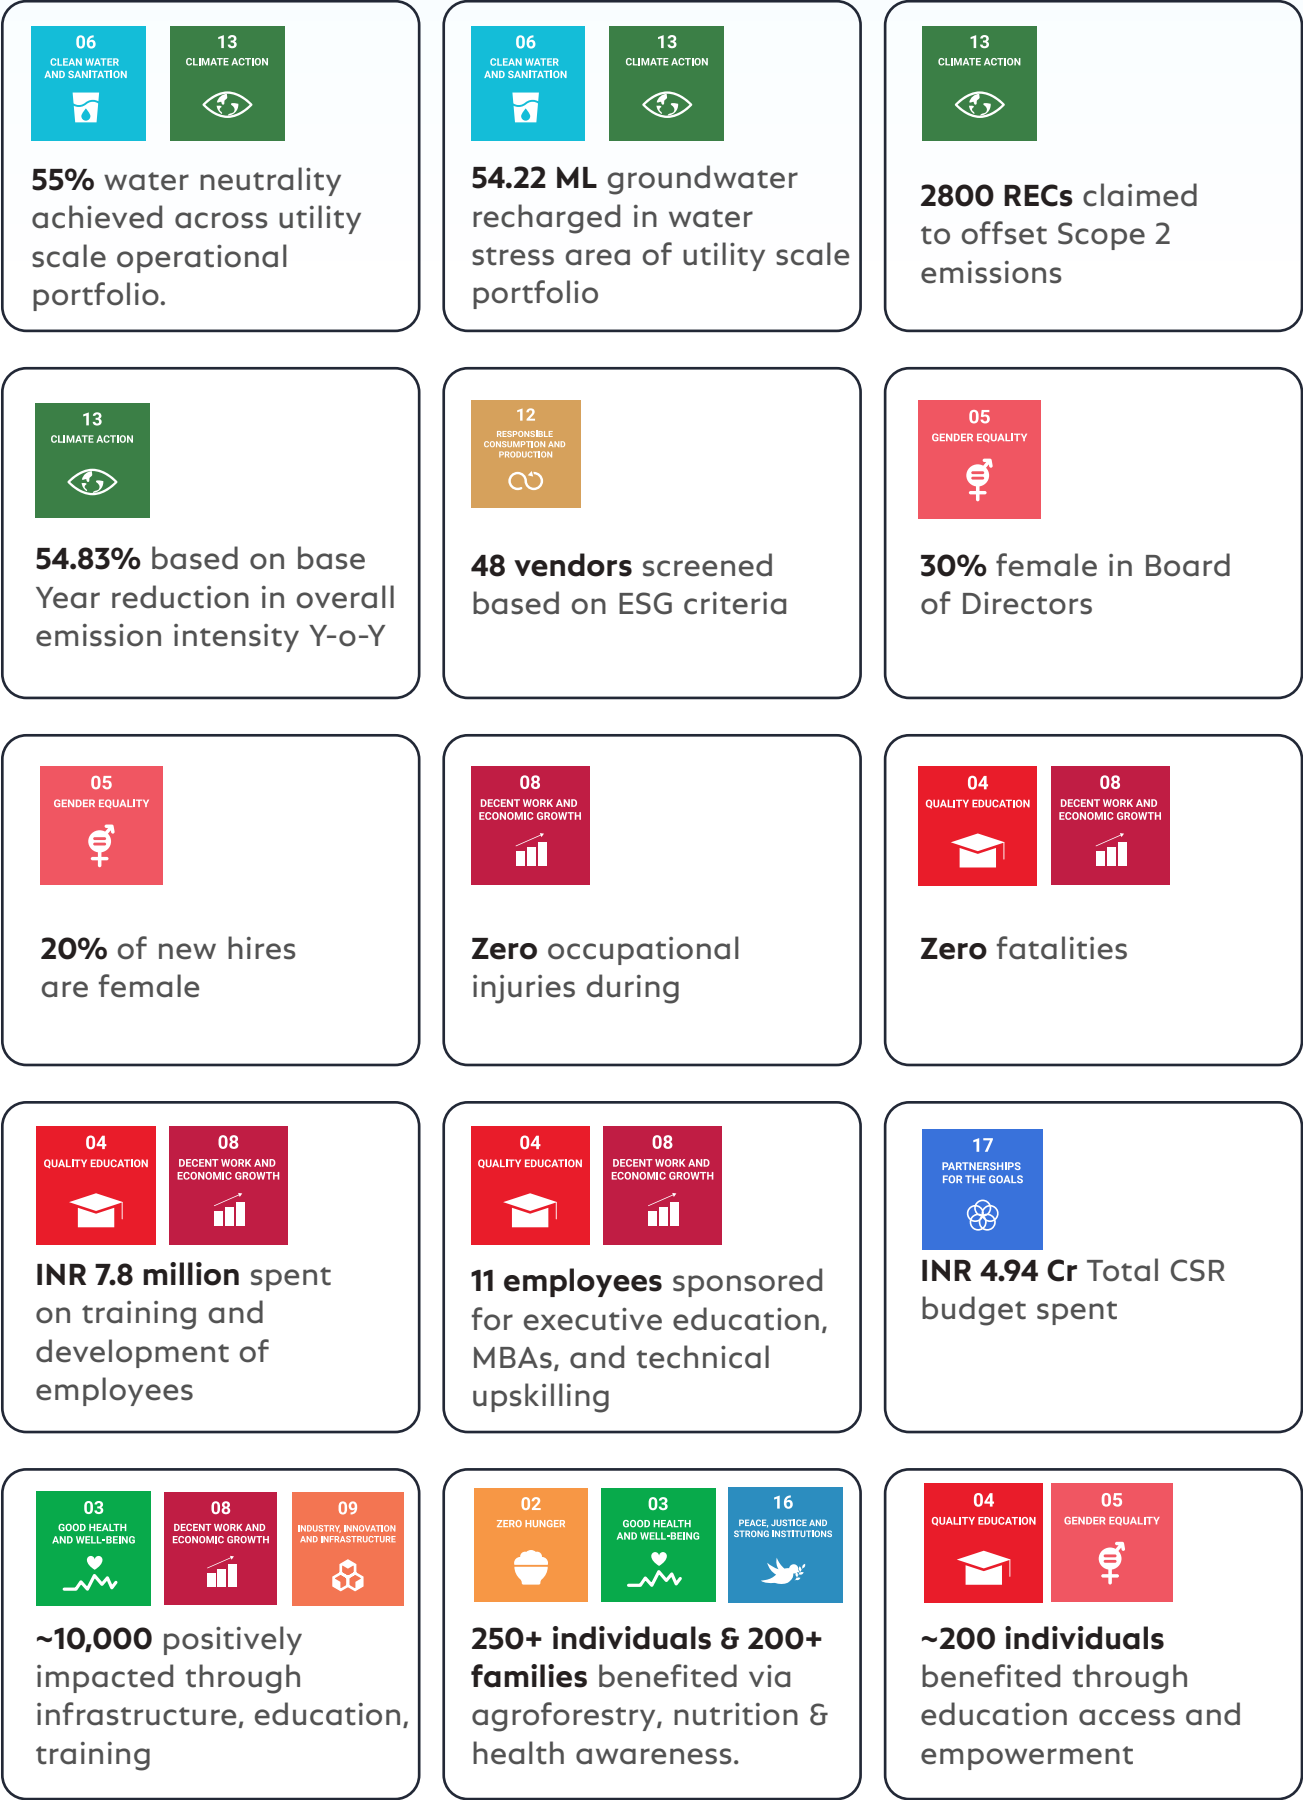 06
CLEAN WATER
AND SANITATION
13
CLIMATE ACTION
55% water neutrality
achieved across utility
scale operational
portfolio.
06
CLEAN WATER
AND SANITATION
13
CLIMATE ACTION
54.22 ML groundwater
recharged in water
stress area of utility scale
portfolio
13
CLIMATE ACTION
2800 RECs claimed
to offset Scope 2
emissions
13
CLIMATE ACTION
54.83% based on base
Year reduction in overall
emission intensity Y-o-Y
12
RESPONSIBLE
CONSUMPTION AND
PRODUCTION
48 vendors screened
based on ESG criteria
05
GENDER EQUALITY
30% female in Board
of Directors
05
GENDER EQUALITY
20% of new hires
are female
08
DECENT WORK AND
ECONOMIC GROWTH
Zero occupational
injuries during
04
QUALITY EDUCATION
08
DECENT WORK AND
ECONOMIC GROWTH
Zero fatalities
04
QUALITY EDUCATION
08
DECENT WORK AND
ECONOMIC GROWTH
INR 7.8 million spent
on training and
development of
employees
04
QUALITY EDUCATION
08
DECENT WORK AND
ECONOMIC GROWTH
11 employees sponsored
for executive education,
MBAs, and technical
upskilling
17
PARTNERSHIPS
FOR THE GOALS
INR 4.94 Cr Total CSR
budget spent
03
GOOD HEALTH
AND WELL-BEING
08
DECENT WORK AND
ECONOMIC GROWTH
09
INDUSTRY, INNOVATION
AND INFRASTRUCTURE
~10,000 positively
impacted through
infrastructure, education,
training
02
ZERO HUNGER
03
GOOD HEALTH
AND WELL-BEING
16
PEACE, JUSTICE AND
STRONG INSTITUTIONS
250+ individuals & 200+
families benefited via
agroforestry, nutrition &
health awareness.
04
QUALITY EDUCATION
05
GENDER EQUALITY
~200 individuals
benefited through
education access and
empowerment